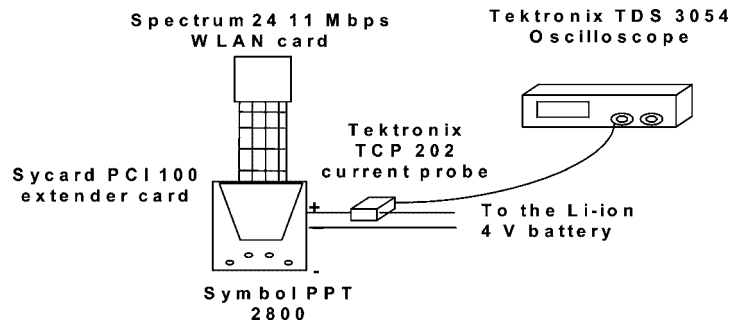 Spectrum 24 11 Mbps
WLAN card
Tektronix TDS 3054
Oscilloscope
Tektronix
TCP 202
current probe
Sycard PCI 100
extender card
+
To the Li-ion
4 V battery
-
Symbol PPT
2800